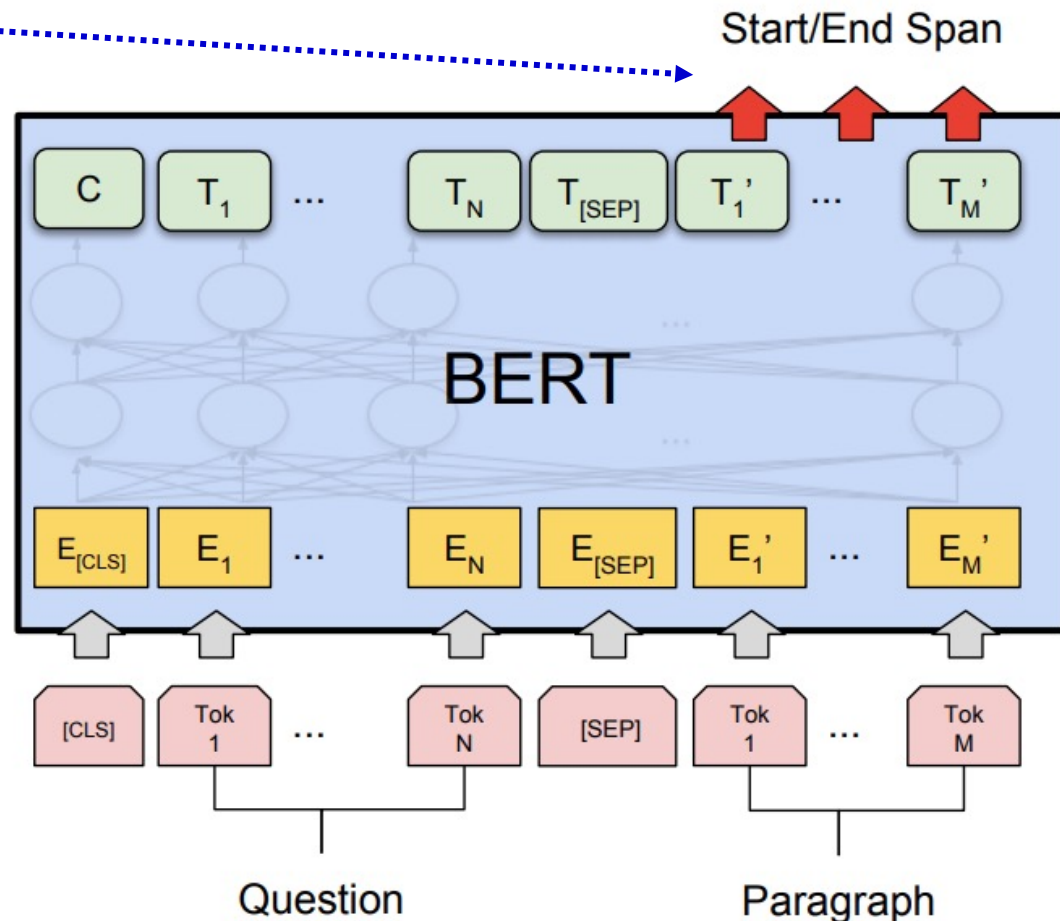 Start/End Span
C T1 ... TN T[SEP] T1’ ... TM’
...
BERT
...
E[CLS] E1 ... EN E[SEP] E1’ ... EM’
[CLS] Tok 1 ... Tok N [SEP] Tok 1 ... Tok M
Question Paragraph